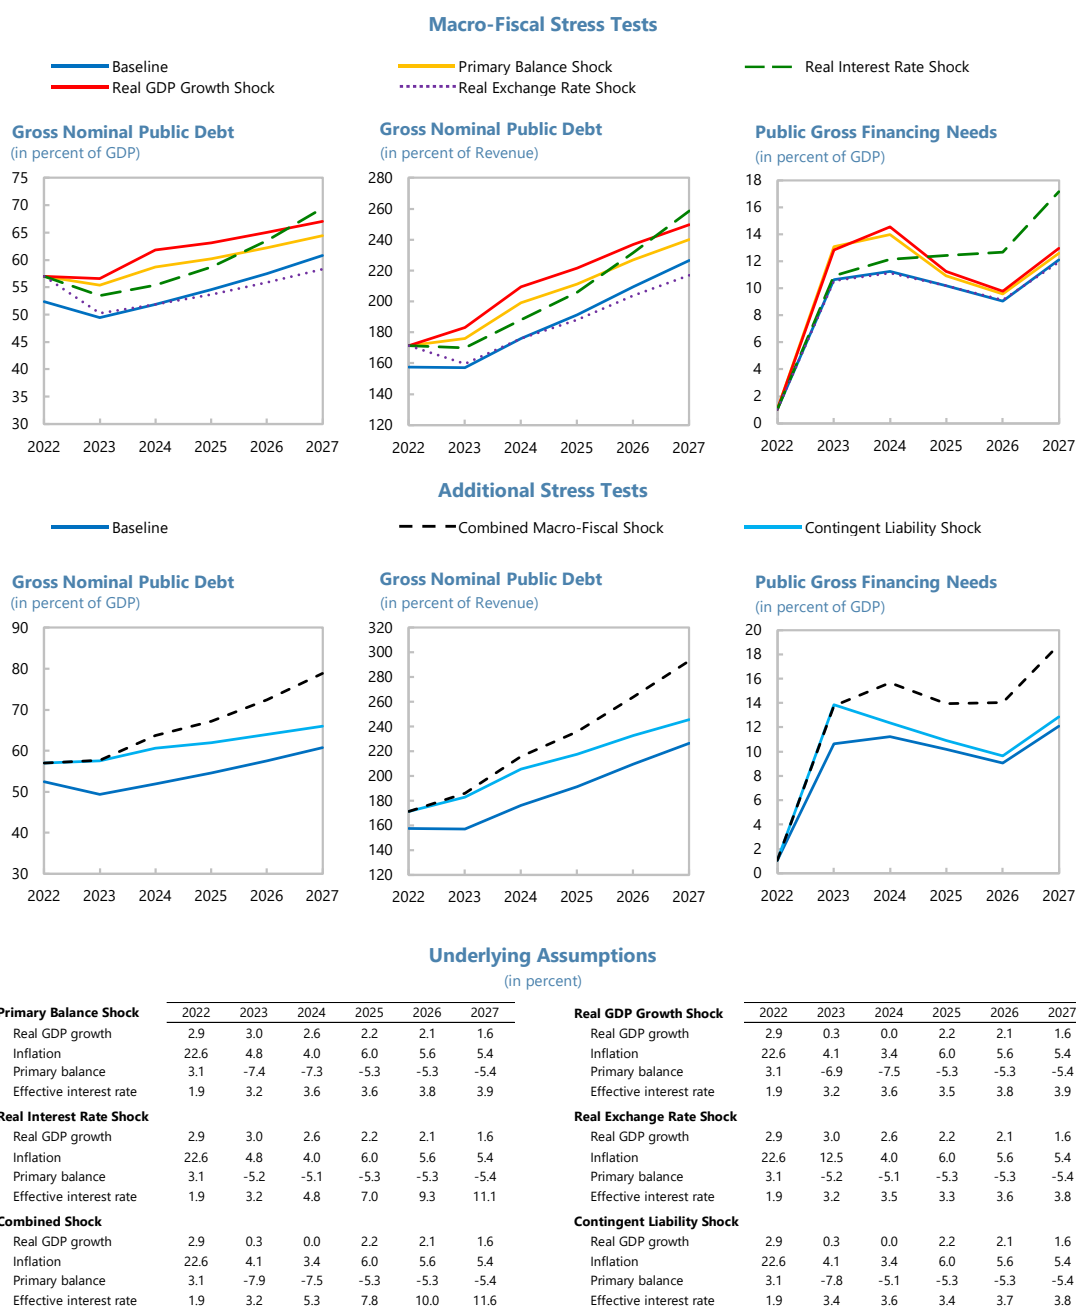 Macro-Fiscal Stress Tests
Baseline Primary Balance Shock Real Interest Rate Shock
Real GDP Growth Shock Real Exchange Rate Shock
Gross Nominal Public Debt
(in percent of GDP)
75
70
65
60
55
50
45
40
35
30
2022 2023 2024 2025 2026 2027
Gross Nominal Public Debt
(in percent of Revenue)
280
260
240
220
200
180
160
140
120
2022 2023 2024 2025 2026 2027
Public Gross Financing Needs
(in percent of GDP)
18
16
14
12
10
8
6
4
2
0
2022 2023 2024 2025 2026 2027
Additional Stress Tests
Baseline Combined Macro-Fiscal Shock Contingent Liability Shock
Gross Nominal Public Debt
(in percent of GDP)
90
80
70
60
50
40
30
2022 2023 2024 2025 2026 2027
Gross Nominal Public Debt
(in percent of Revenue)
320
300
280
260
240
220
200
180
160
140
120
2022 2023 2024 2025 2026 2027
Public Gross Financing Needs
(in percent of GDP)
20
18
16
14
12
10
8
6
4
2
0
2022 2023 2024 2025 2026 2027
Underlying Assumptions
(in percent)
Primary Balance Shock 2022 2023 2024 2025 2026 2027
Real GDP growth 2.9 3.0 2.6 2.2 2.1 1.6
Inflation 22.6 4.8 4.0 6.0 5.6 5.4
Primary balance 3.1 -7.4 -7.3 -5.3 -5.3 -5.4
Effective interest rate 1.9 3.2 3.6 3.6 3.8 3.9
Real Interest Rate Shock
Real GDP growth 2.9 3.0 2.6 2.2 2.1 1.6
Inflation 22.6 4.8 4.0 6.0 5.6 5.4
Primary balance 3.1 -5.2 -5.1 -5.3 -5.3 -5.4
Effective interest rate 1.9 3.2 4.8 7.0 9.3 11.1
Combined Shock
Real GDP growth 2.9 0.3 0.0 2.2 2.1 1.6
Inflation 22.6 4.1 3.4 6.0 5.6 5.4
Primary balance 3.1 -7.9 -7.5 -5.3 -5.3 -5.4
Effective interest rate 1.9 3.2 5.3 7.8 10.0 11.6
Real GDP Growth Shock 2022 2023 2024 2025 2026 2027
Real GDP growth 2.9 0.3 0.0 2.2 2.1 1.6
Inflation 22.6 4.1 3.4 6.0 5.6 5.4
Primary balance 3.1 -6.9 -7.5 -5.3 -5.3 -5.4
Effective interest rate 1.9 3.2 3.6 3.5 3.8 3.9
Real Exchange Rate Shock
Real GDP growth 2.9 3.0 2.6 2.2 2.1 1.6
Inflation 22.6 12.5 4.0 6.0 5.6 5.4
Primary balance 3.1 -5.2 -5.1 -5.3 -5.3 -5.4
Effective interest rate 1.9 3.2 3.5 3.3 3.6 3.8
Contingent Liability Shock
Real GDP growth 2.9 0.3 0.0 2.2 2.1 1.6
Inflation 22.6 4.1 3.4 6.0 5.6 5.4
Primary balance 3.1 -7.8 -5.1 -5.3 -5.3 -5.4
Effective interest rate 1.9 3.4 3.6 3.4 3.7 3.8